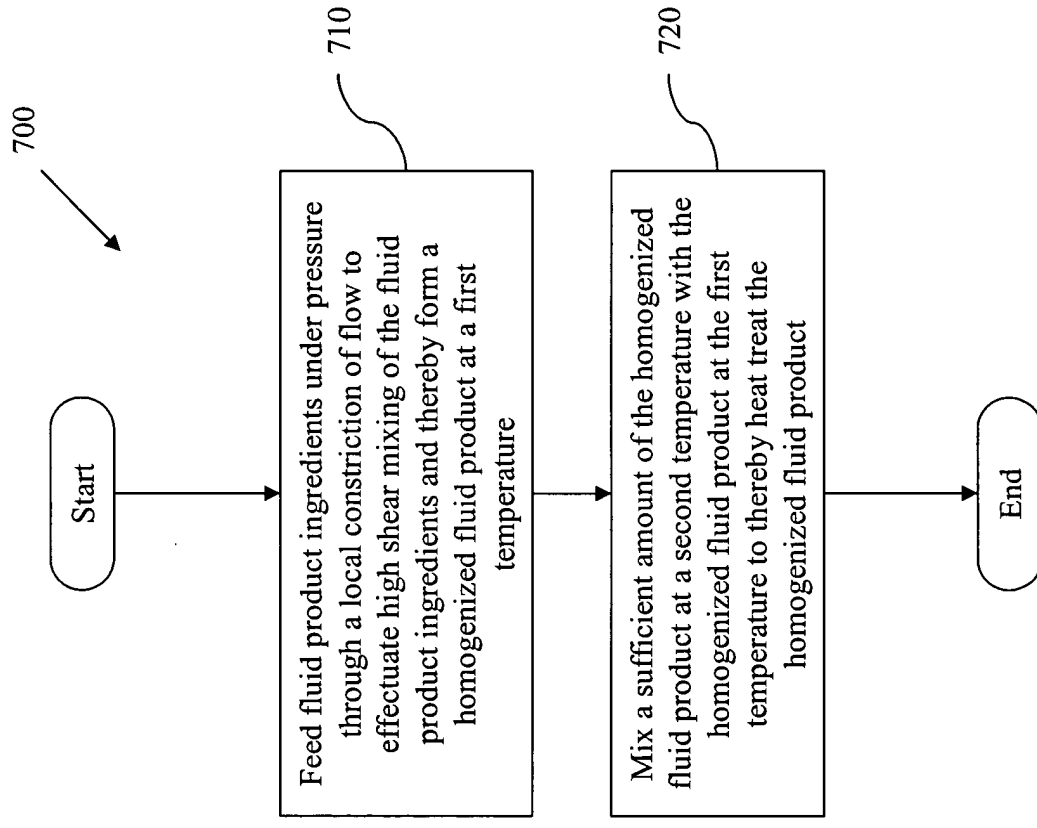 700
Start
Feed fluid product ingredients under pressure
through a local constriction of flow to
effectuate high shear mixing of the fluid
product ingredients and thereby form a
homogenized fluid product at a first
temperature
710
Mix a sufficient amount of the homogenized
fluid product at a second temperature with the
homogenized fluid product at the first
temperature to thereby heat treat the
homogenized fluid product
720
End